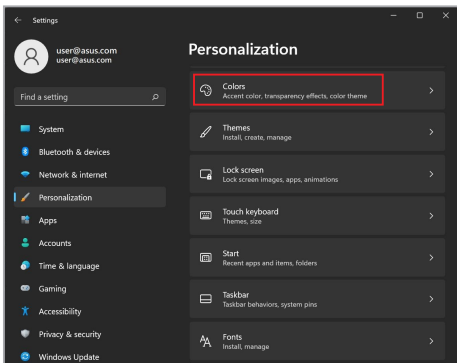 Settings
user@asus.com
user@asus.com
Find a setting
System
Bluetooth & devices
Network & internet
Personalization
Apps
Accounts
Time & language
Gaming
Accessibility
Privacy & security
Windows Update
Personalization
Colors
Accent color, transparency effects, color theme
Themes
Install, create, manage
Lock screen
Lock screen images, apps, animations
Touch keyboard
Themes, size
Start
Recent apps and items, folders
Taskbar
Taskbar behaviors, system pins
Fonts
Install, manage